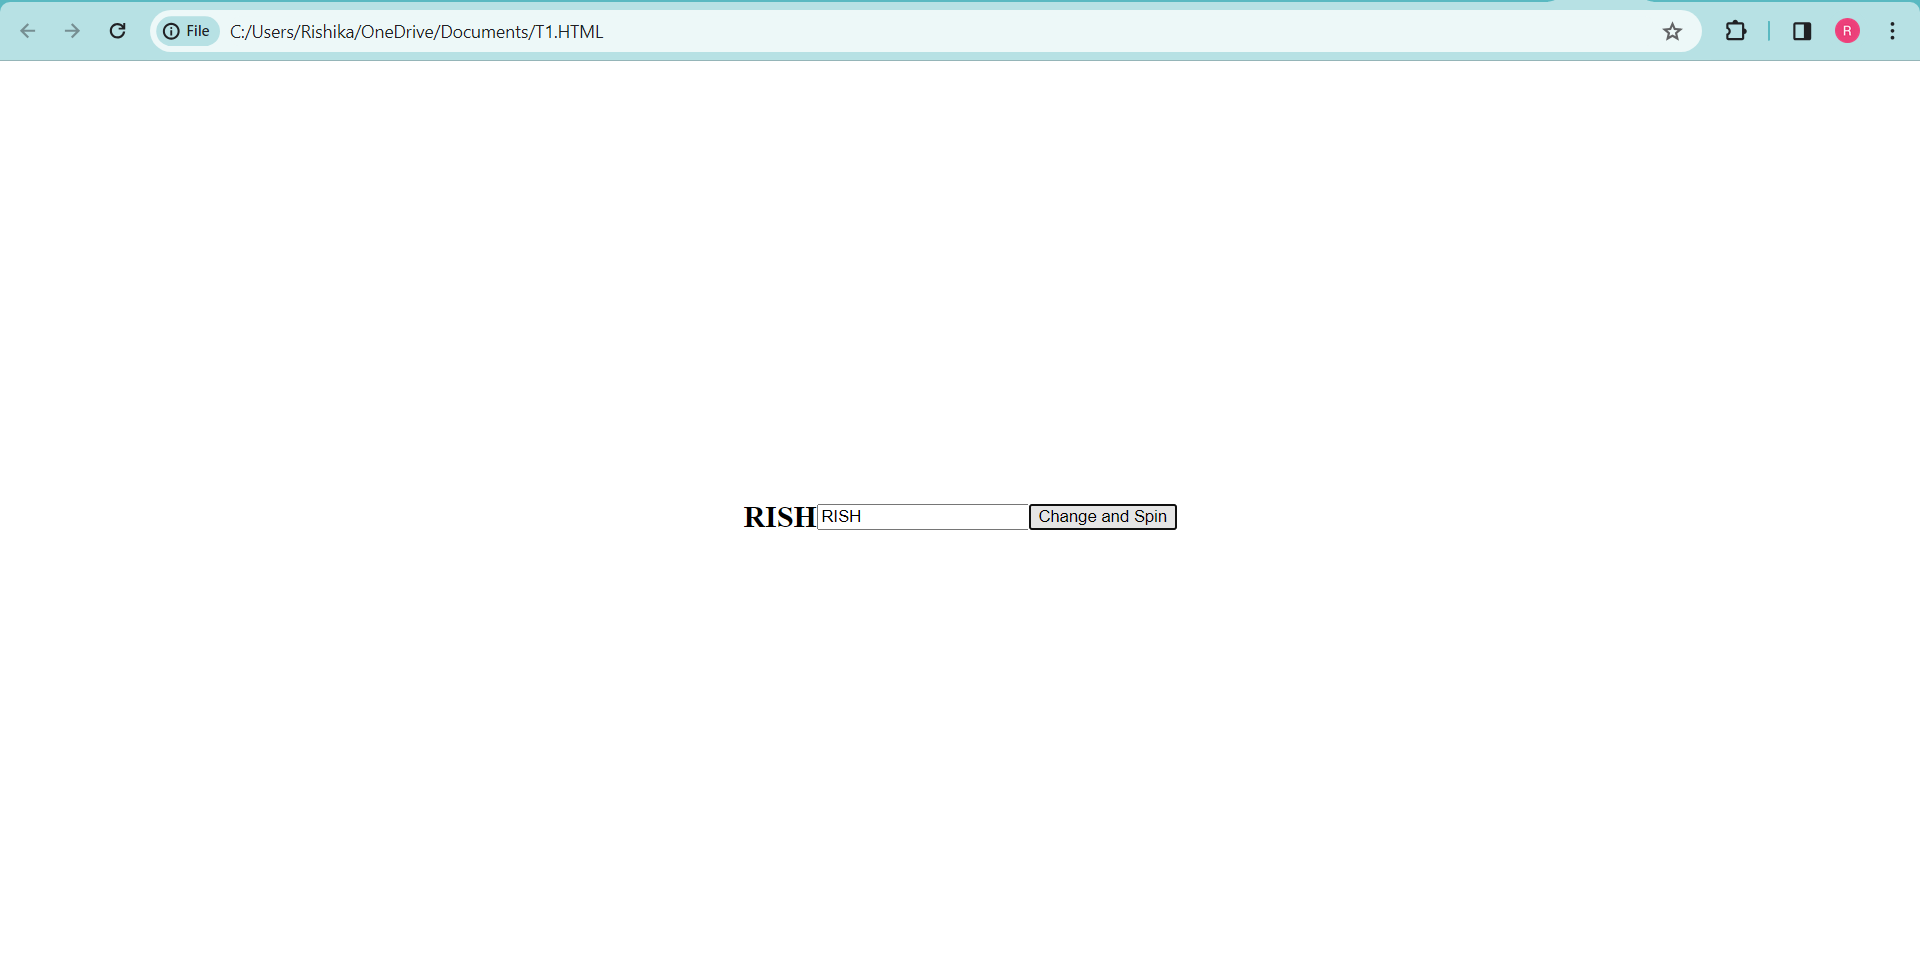 File C:/Users/Rishika/OneDrive/Documents/T1.HTML R
RISH RISH Change and Spin